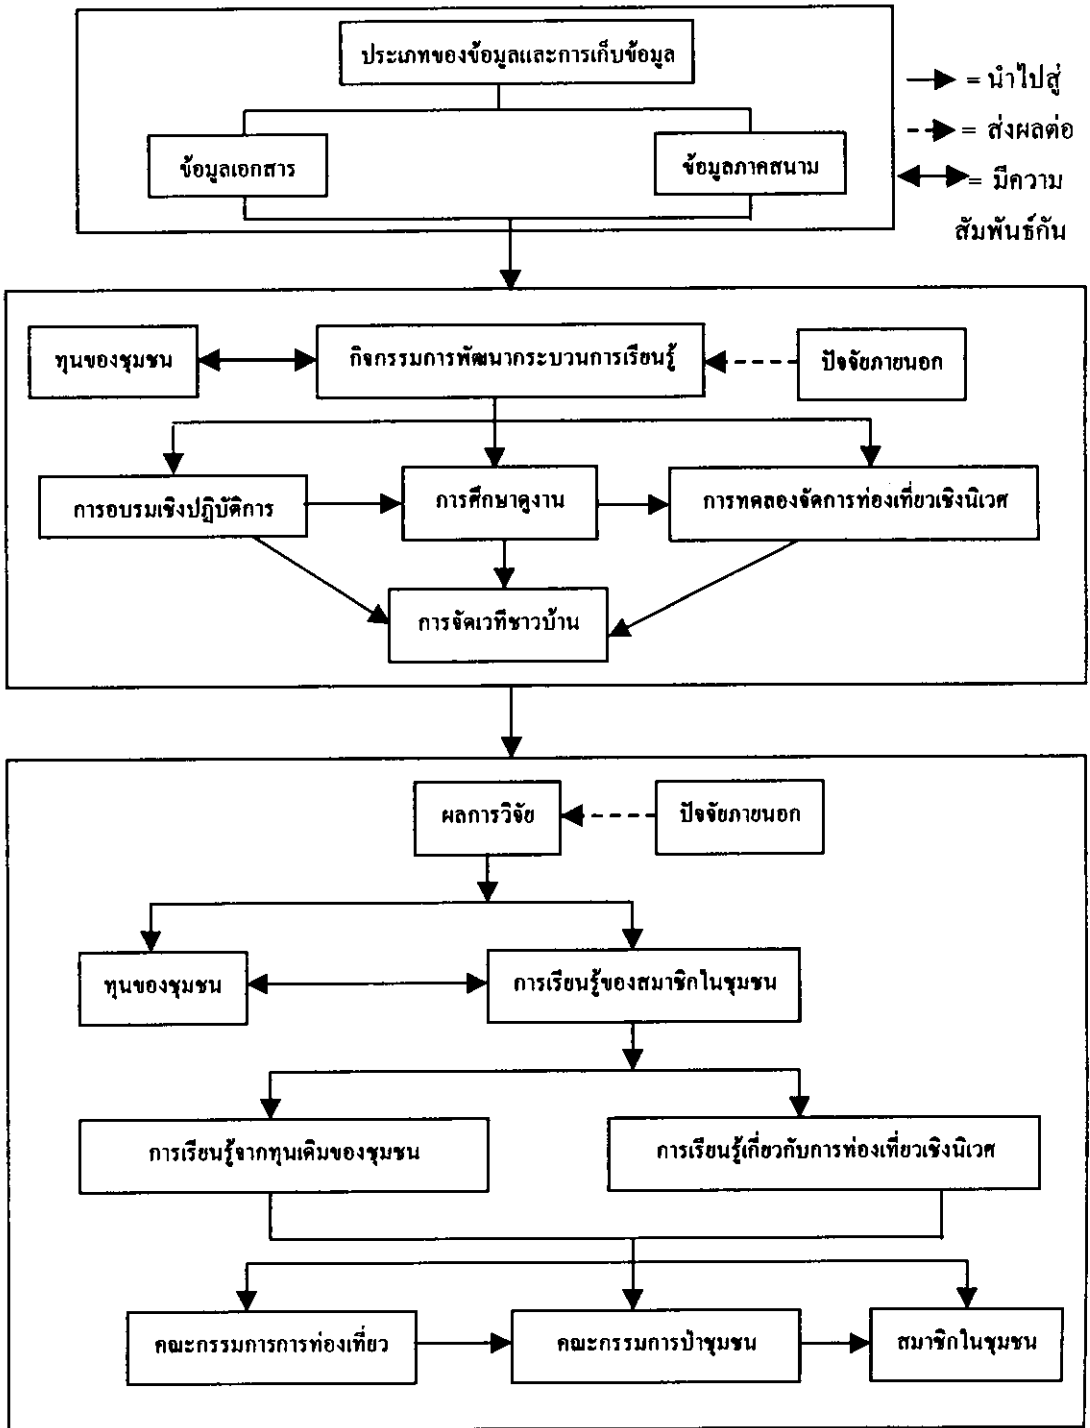 ประเภทของข้อมูลและการเก็บข้อมูล
= นำไปสู่
= ส่งผลต่อ
= มีความ
สัมพันธ์กัน
ข้อมูลเอกสาร
ข้อมูลภาคสนาม
ทุนของชุมชน
กิจกรรมการพัฒนากระบวนการเรียนรู้
ปัจจัยภายนอก
การอบรมเชิงปฏิบัติการ
การศึกษาดูงาน
การทดลองจัดการท่องเที่ยวเชิงนิเวศ
การจัดเวทีชาวบ้าน
ผลการวิจัย
ปัจจัยภายนอก
ทุนของชุมชน
การเรียนรู้ของสมาชิกในชุมชน
การเรียนรู้จากทุนเดิมของชุมชน
การเรียนรู้เกี่ยวกับการท่องเที่ยวเชิงนิเวศ
คณะกรรมการการท่องเที่ยว
คณะกรรมการป่าชุมชน
สมาชิกในชุมชน